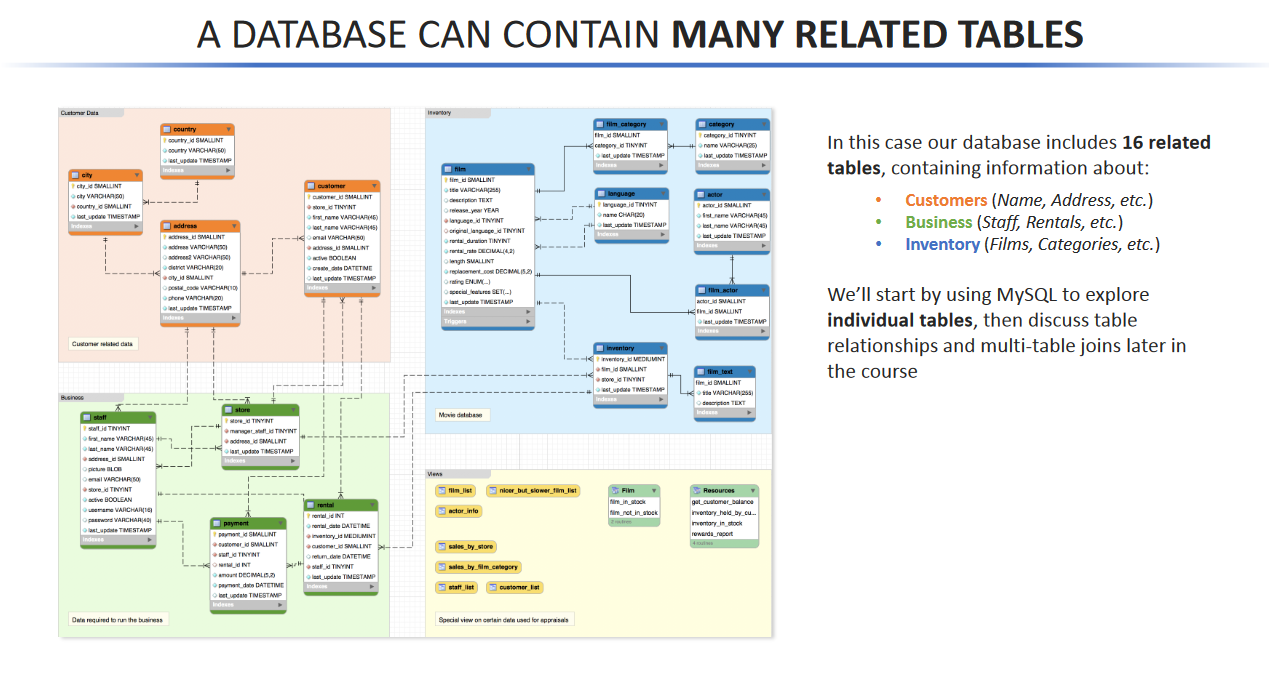 A DATABASE CAN CONTAIN MANY RELATED TABLES
Customer Data
country
country_id SMALLINT
country VARCHAR(50)
last_update TIMESTAMP
Indexes
city
city_id SMALLINT
city VARCHAR(50)
country_id SMALLINT
last_update TIMESTAMP
Indexes
address
address_id SMALLINT
address VARCHAR(50)
address2 VARCHAR(50)
district VARCHAR(20)
city_id SMALLINT
postal_code VARCHAR(10)
phone VARCHAR(20)
last_update TIMESTAMP
Indexes
customer
customer_id SMALLINT
store_id TINYINT
first_name VARCHAR(45)
last_name VARCHAR(45)
email VARCHAR(50)
address_id SMALLINT
active BOOLEAN
create_date DATETIME
last_update TIMESTAMP
Indexes
Customer related data
Business
staff
staff_id TINYINT
first_name VARCHAR(45)
last_name VARCHAR(45)
address_id SMALLINT
picture BLOB
email VARCHAR(50)
store_id TINYINT
active BOOLEAN
username VARCHAR(16)
password VARCHAR(40)
last_update TIMESTAMP
Indexes
store
store_id TINYINT
manager_staff_id TINYINT
address_id SMALLINT
last_update TIMESTAMP
Indexes
payment
payment_id SMALLINT
customer_id SMALLINT
staff_id TINYINT
rental_id INT
amount DECIMAL(5,2)
payment_date DATETIME
last_update TIMESTAMP
Indexes
rental
rental_id INT
rental_date DATETIME
inventory_id MEDIUMINT
customer_id SMALLINT
return_date DATETIME
staff_id TINYINT
last_update TIMESTAMP
Indexes
Data required to run the business
Inventory
film
film_id SMALLINT
title VARCHAR(255)
description TEXT
release_year YEAR
language_id TINYINT
original_language_id TINYINT
rental_duration TINYINT
rental_rate DECIMAL(4,2)
length SMALLINT
replacement_cost DECIMAL(5,2)
rating ENUM(...)
special_features SET(...)
last_update TIMESTAMP
Indexes
Triggers
film_category
film_id SMALLINT
category_id TINYINT
last_update TIMESTAMP
Indexes
category
category_id TINYINT
name VARCHAR(25)
last_update TIMESTAMP
Indexes
language
language_id TINYINT
name CHAR(20)
last_update TIMESTAMP
Indexes
actor
actor_id SMALLINT
first_name VARCHAR(45)
last_name VARCHAR(45)
last_update TIMESTAMP
Indexes
film_actor
actor_id SMALLINT
film_id SMALLINT
last_update TIMESTAMP
Indexes
inventory
inventory_id MEDIUMINT
film_id SMALLINT
store_id TINYINT
last_update TIMESTAMP
Indexes
film_text
film_id SMALLINT
title VARCHAR(255)
description TEXT
Indexes
Movie database
Views
film_list
nicer_but_slower_film_list
actor_info
sales_by_store
sales_by_film_category
staff_list
customer_list
Film
film_in_stock
film_not_in_stock
2 routines
Resources
get_customer_balance
inventory_held_by_cu...
inventory_in_stock
rewards_report
4 routines
Special view on certain data used for appraisals
In this case our database includes 16 related
tables, containing information about:
• Customers (Name, Address, etc.)
• Business (Staff, Rentals, etc.)
• Inventory (Films, Categories, etc.)
We’ll start by using MySQL to explore
individual tables, then discuss table
relationships and multi-table joins later in
the course